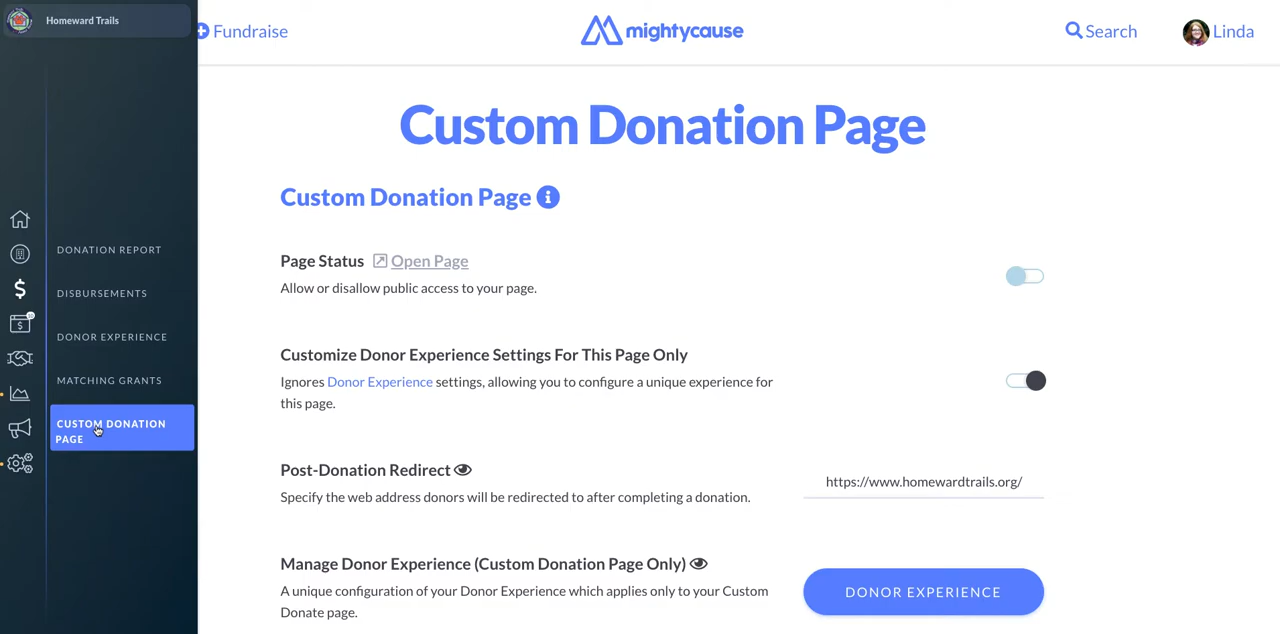 Homeward Trails
Fundraise
mightycause
Search
Linda
DONATION REPORT
DISBURSEMENTS
DONOR EXPERIENCE
MATCHING GRANTS
CUSTOM DONATION
PAGE
Custom Donation Page
Custom Donation Page
Page Status Open Page
Allow or disallow public access to your page.
Customize Donor Experience Settings For This Page Only
Ignores Donor Experience settings, allowing you to configure a unique experience for
this page.
Post-Donation Redirect
Specify the web address donors will be redirected to after completing a donation.
https://www.homewardtrails.org/
Manage Donor Experience (Custom Donation Page Only)
A unique configuration of your Donor Experience which applies only to your Custom
Donate page.
DONOR EXPERIENCE